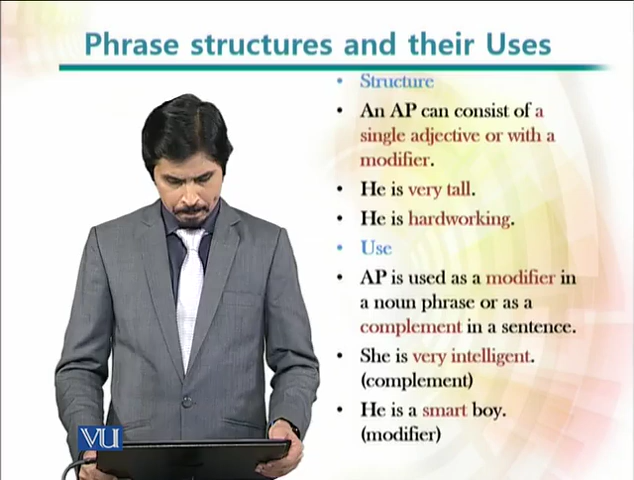 Phrase structures and their Uses
• Structure
• An AP can consist of a
single adjective or with a
modifier.
• He is very tall.
• He is hardworking.
• Use
• AP is used as a modifier in
a noun phrase or as a
complement in a sentence.
• She is very intelligent.
(complement)
• He is a smart boy.
(modifier)
VU